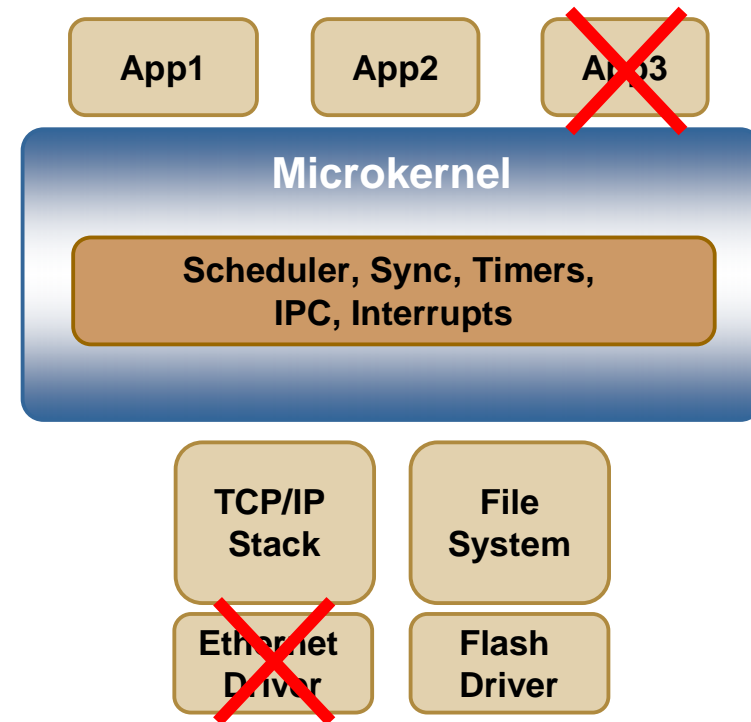 App1
App2
App3
Microkernel
Scheduler, Sync, Timers,
IPC, Interrupts
TCP/IP
Stack
File
System
Ethernet
Driver
Flash
Driver